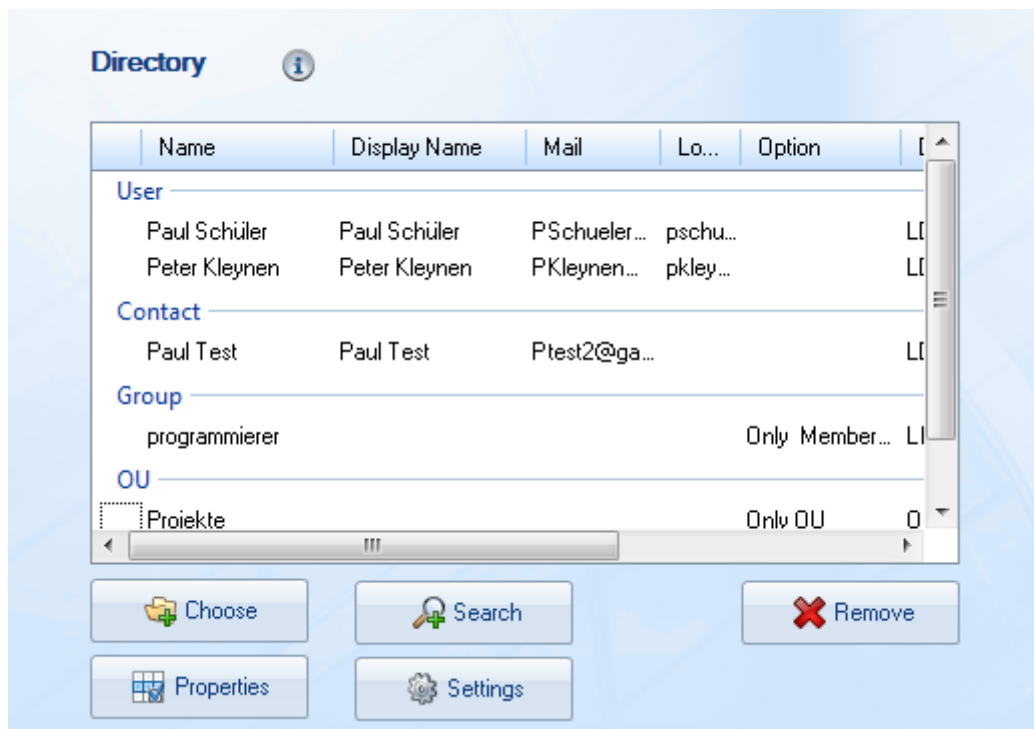 Directory
Name Display Name Mail Lo... Option
User
Paul Schüler Paul Schüler PSchueler... pschu...
Peter Kleynen Peter Kleynen PKleynen... pkley...
Contact
Paul Test Paul Test Ptest2@ga...
Group
programmierer Only Member...
OU
Projekte Only OU O
Choose Search Remove
Properties Settings